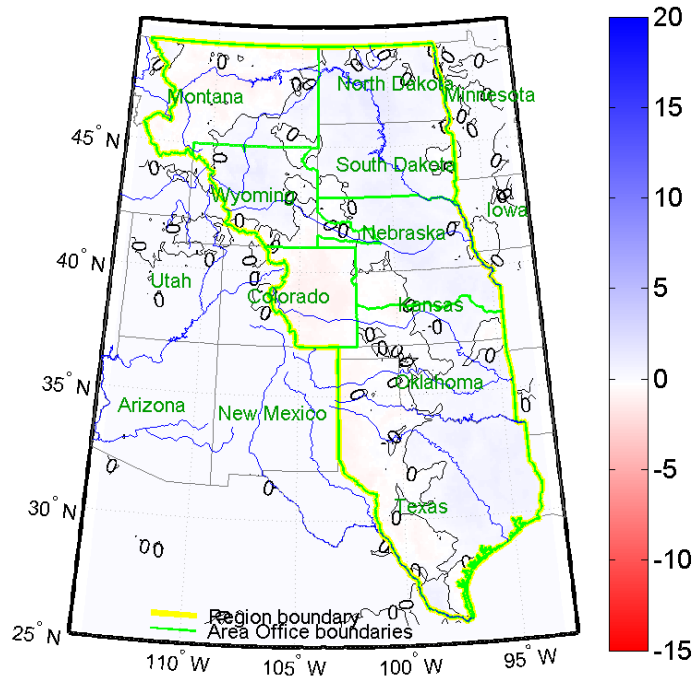 20
15
10
5
0
-5
-10
-15
45° N
40° N
35° N
30° N
25° N
110° W
105° W
100° W
95° W
Montana
North Dakota
Minnesota
South Dakota
Wyoming
Iowa
Nebraska
Utah
Colorado
Kansas
Arizona
New Mexico
Oklahoma
Texas
Region boundary
Area Office boundaries